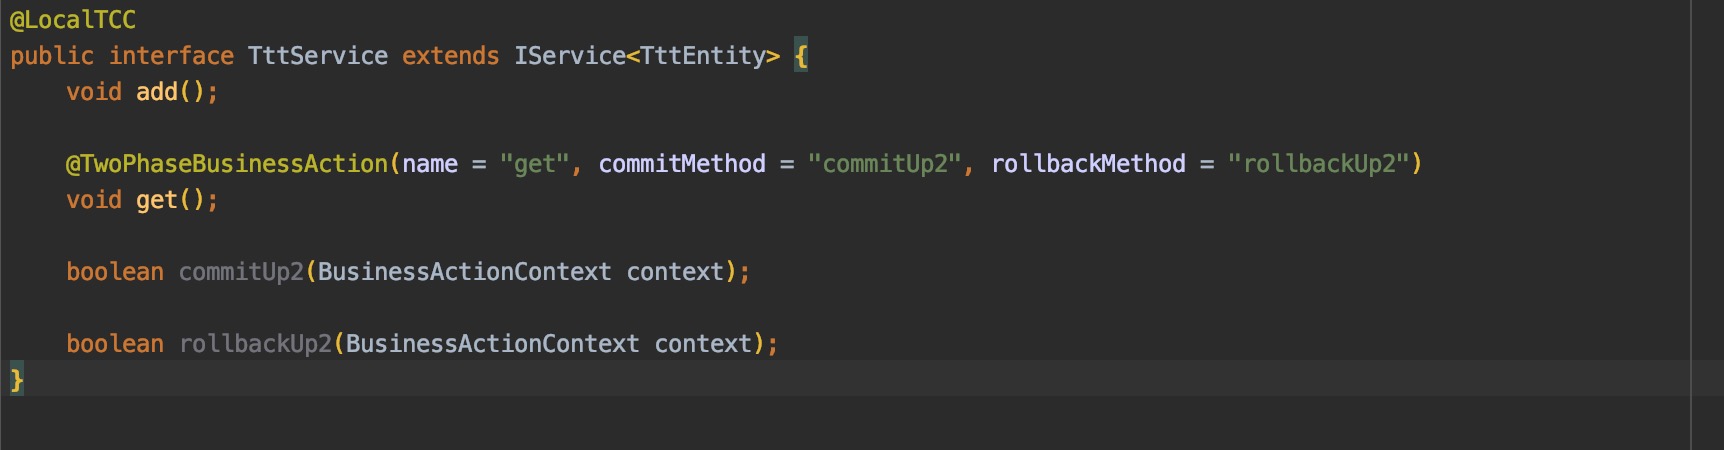 @LocalTCC
public interface TttService extends IService<TttEntity> {
    void add();
    @TwoPhaseBusinessAction(name = "get", commitMethod = "commitUp2", rollbackMethod = "rollbackUp2")
    void get();
    boolean commitUp2(BusinessActionContext context);
    boolean rollbackUp2(BusinessActionContext context);
}